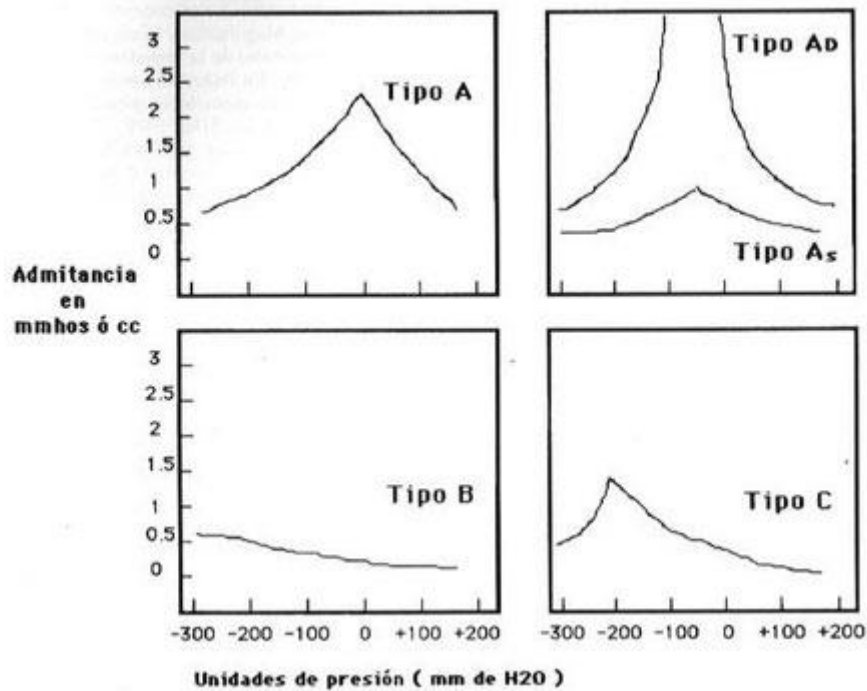 3
2.5
2
1.5
1
0.5
0
Tipo A
Tipo AD
Tipo As
Admitancia
en
mmhos ó cc
3
2.5
2
1.5
1
0.5
0
Tipo B
Tipo C
-300 -200 -100 0 +100 +200
-300 -200 -100 0 +100 +200
Unidades de presión ( mm de H2O )